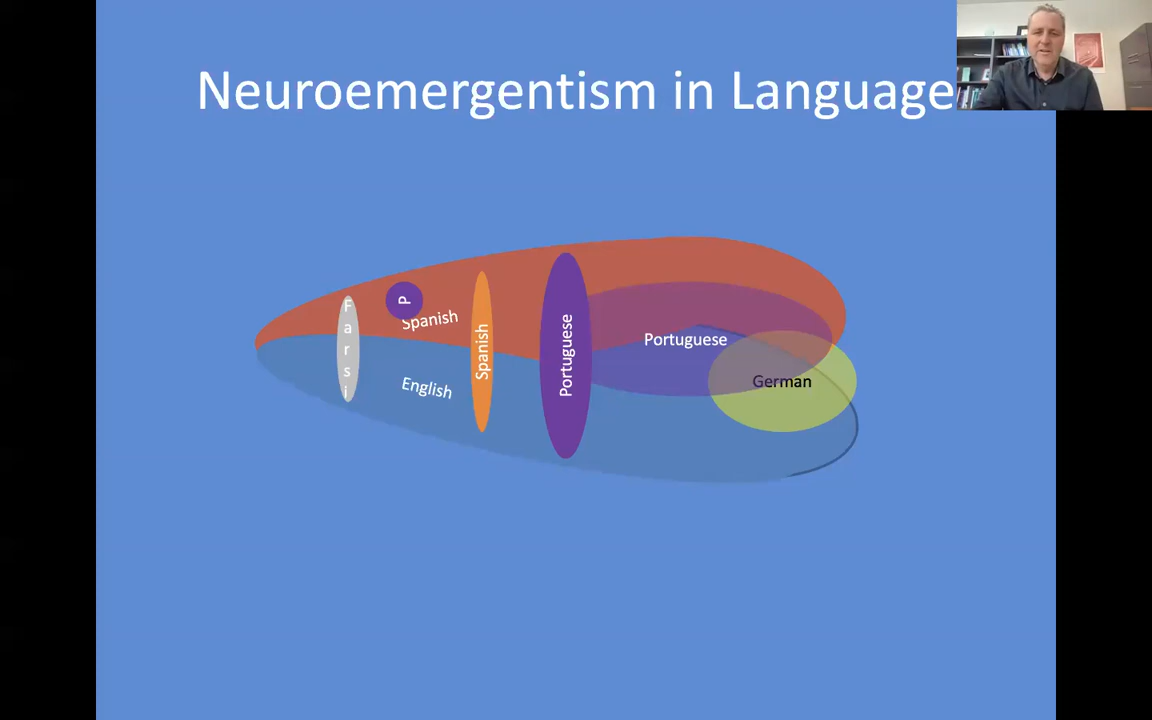 Neuroemergentism in Language
Farsi
P
Spanish
English
Spanish
Portuguese
Portuguese
German